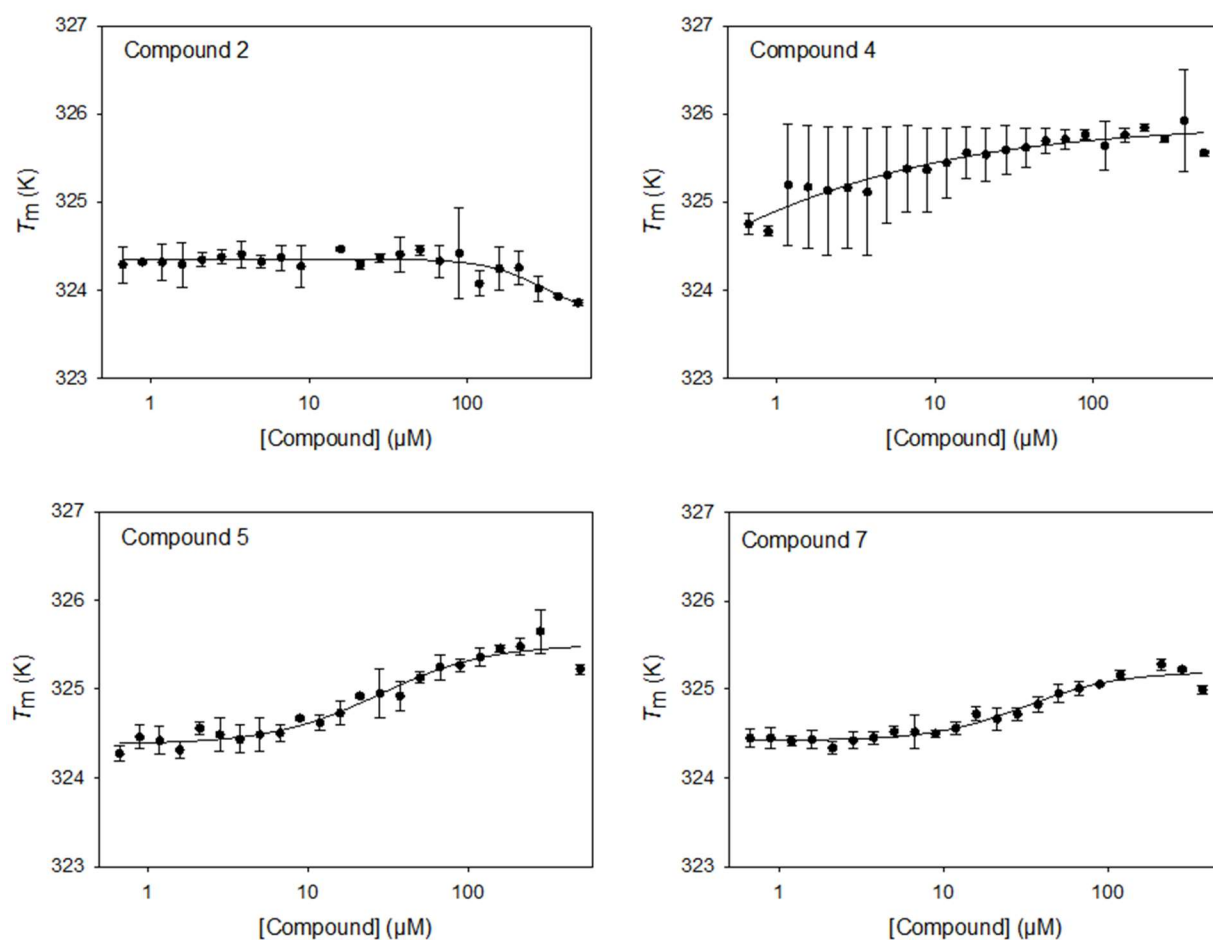 Compound 2
327
326
325
324
323
Tm (K)
1 10 100
[Compound] (µM)
Compound 4
327
326
325
324
323
Tm (K)
1 10 100
[Compound] (µM)
Compound 5
327
326
325
324
323
Tm (K)
1 10 100
[Compound] (µM)
Compound 7
327
326
325
324
323
Tm (K)
1 10 100
[Compound] (µM)